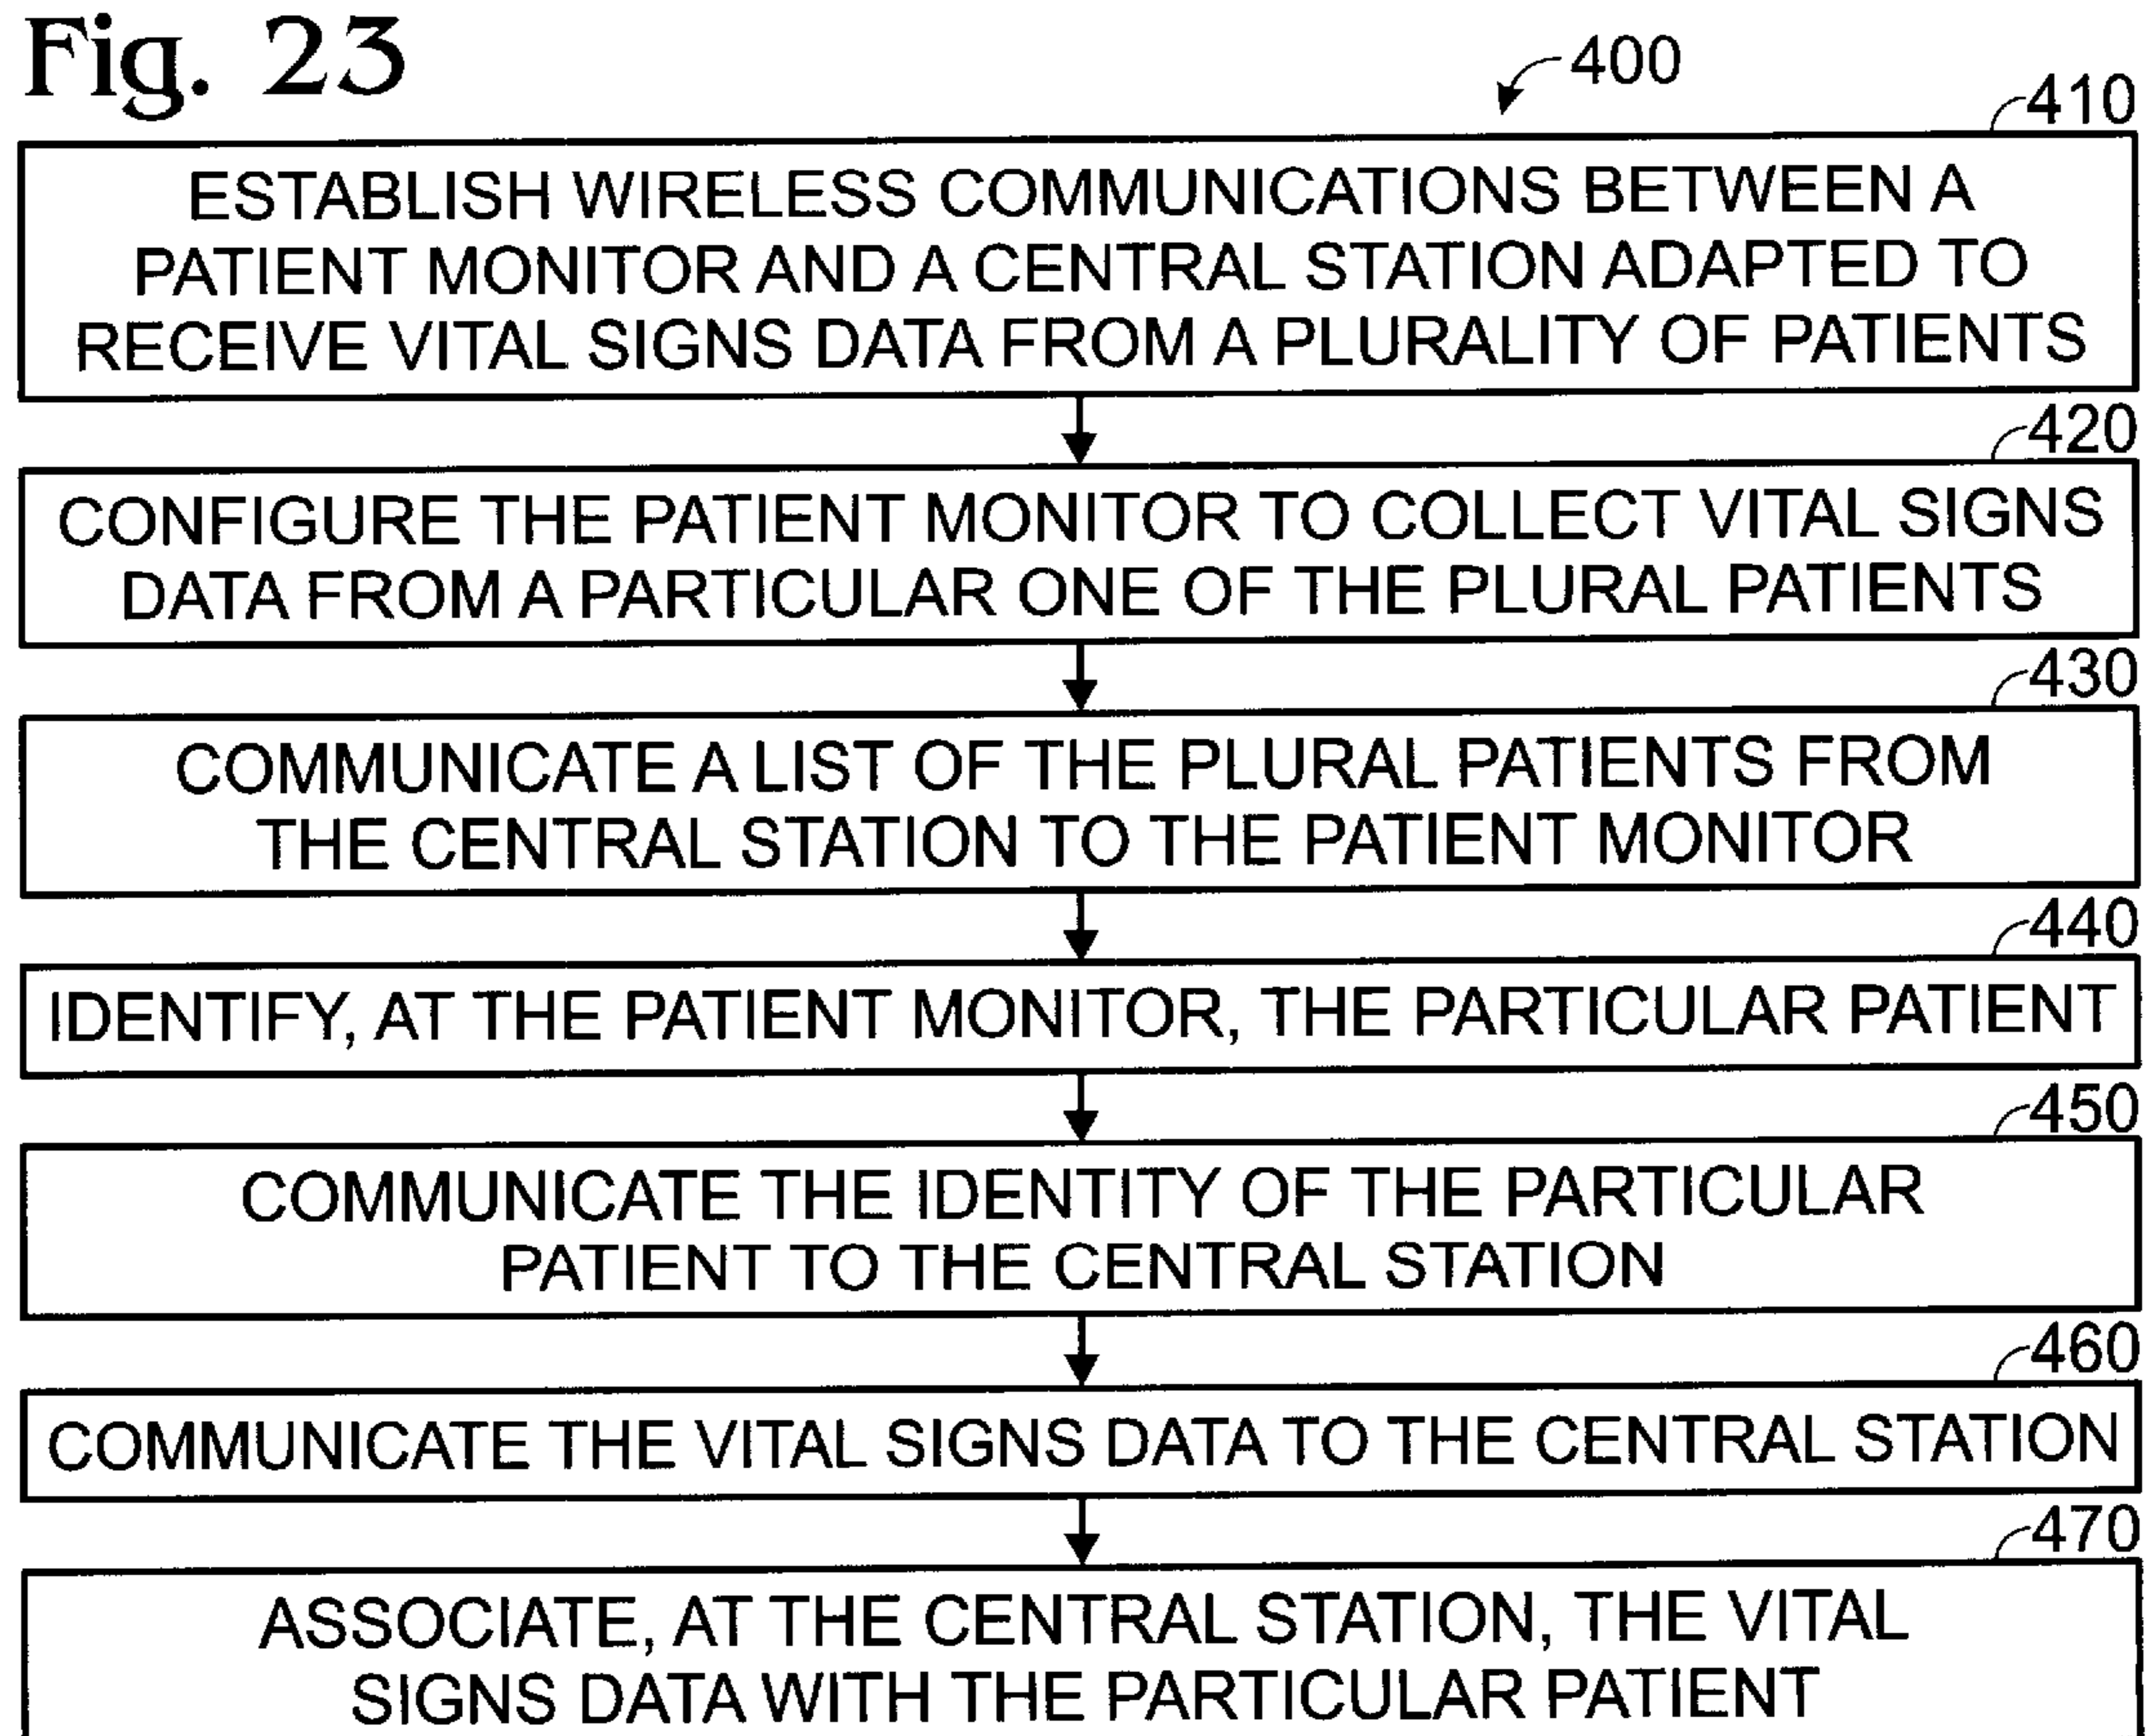 Fig. 23
400
410
ESTABLISH WIRELESS COMMUNICATIONS BETWEEN A
PATIENT MONITOR AND A CENTRAL STATION ADAPTED TO
RECEIVE VITAL SIGNS DATA FROM A PLURALITY OF PATIENTS
420
CONFIGURE THE PATIENT MONITOR TO COLLECT VITAL SIGNS
DATA FROM A PARTICULAR ONE OF THE PLURAL PATIENTS
430
COMMUNICATE A LIST OF THE PLURAL PATIENTS FROM
THE CENTRAL STATION TO THE PATIENT MONITOR
440
IDENTIFY, AT THE PATIENT MONITOR, THE PARTICULAR PATIENT
450
COMMUNICATE THE IDENTITY OF THE PARTICULAR
PATIENT TO THE CENTRAL STATION
460
COMMUNICATE THE VITAL SIGNS DATA TO THE CENTRAL STATION
470
ASSOCIATE, AT THE CENTRAL STATION, THE VITAL
SIGNS DATA WITH THE PARTICULAR PATIENT